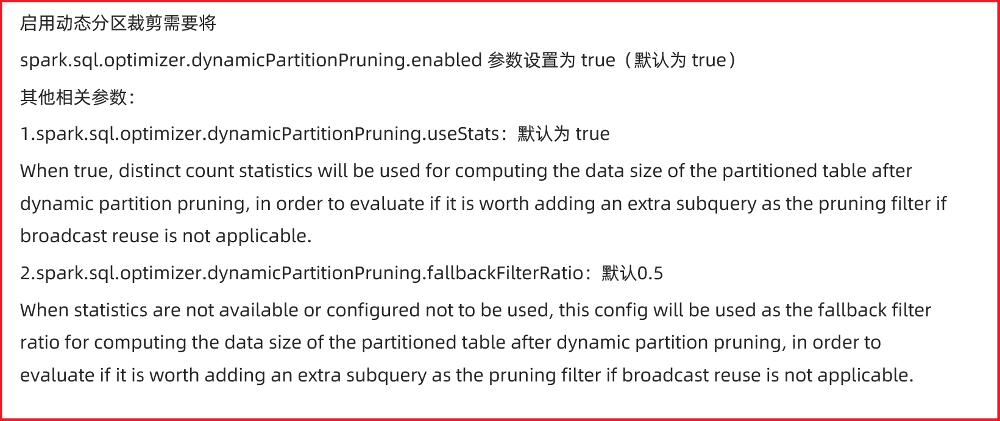 启用动态分区裁剪需要将
spark.sql.optimizer.dynamicPartitionPruning.enabled 参数设置为 true（默认为 true）
其他相关参数：
1.spark.sql.optimizer.dynamicPartitionPruning.useStats：默认为 true
When true, distinct count statistics will be used for computing the data size of the partitioned table after
dynamic partition pruning, in order to evaluate if it is worth adding an extra subquery as the pruning filter if
broadcast reuse is not applicable.
2.spark.sql.optimizer.dynamicPartitionPruning.fallbackFilterRatio：默认0.5
When statistics are not available or configured not to be used, this config will be used as the fallback filter
ratio for computing the data size of the partitioned table after dynamic partition pruning, in order to
evaluate if it is worth adding an extra subquery as the pruning filter if broadcast reuse is not applicable.